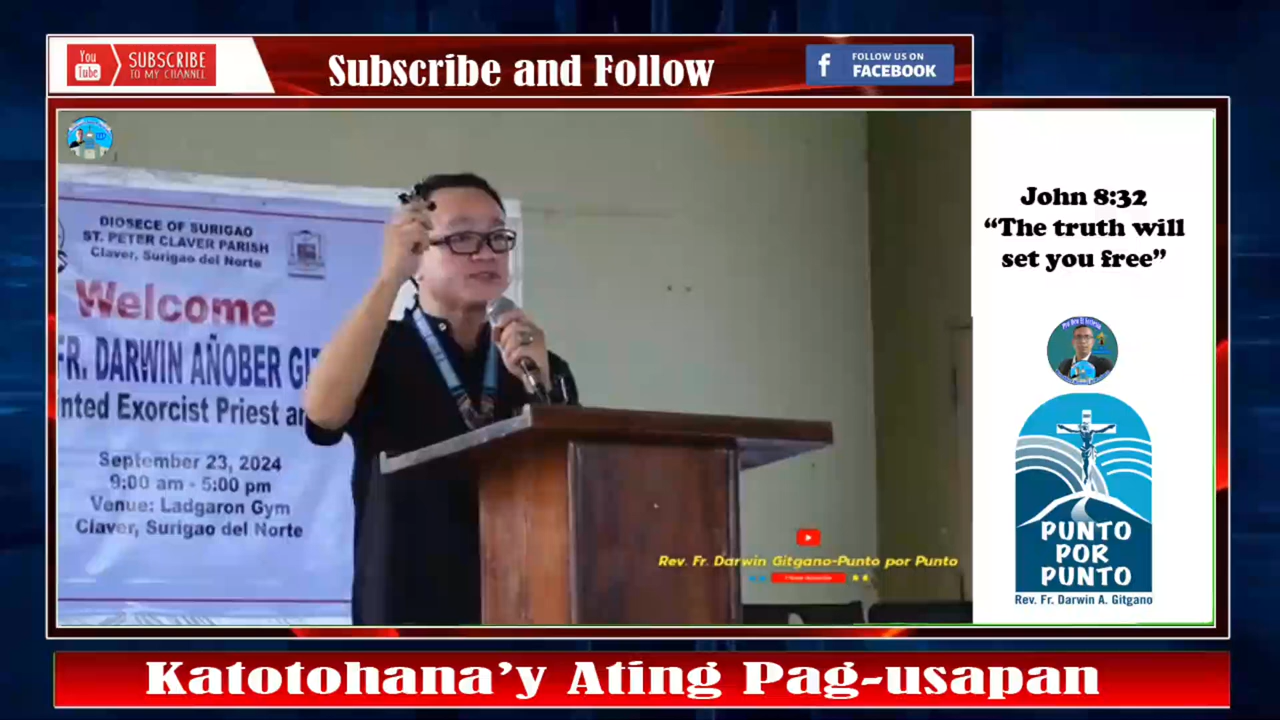 You
Tube
SUBSCRIBE
TO MY CHANNEL
Subscribe and Follow
f
FOLLOW US ON
FACEBOOK
DIOSECE OF SURIGAO
ST. PETER CLAVER PARISH
Claver, Surigao del Norte
Welcome
FR. DARWIN AÑOBER
nted Exorcist Priest
September 23, 2024
9:00 am - 5:00 pm
Venue: Ladgaron Gym
Claver, Surigao del Norte
Rev. Fr. Darwin Gitgano-Punto por Punto
John 8:32
“The truth will
set you free”
PUNTO
POR
PUNTO
Rev. Fr. Darwin A. Gitgano
Katotohana’y Ating Pag-usapan